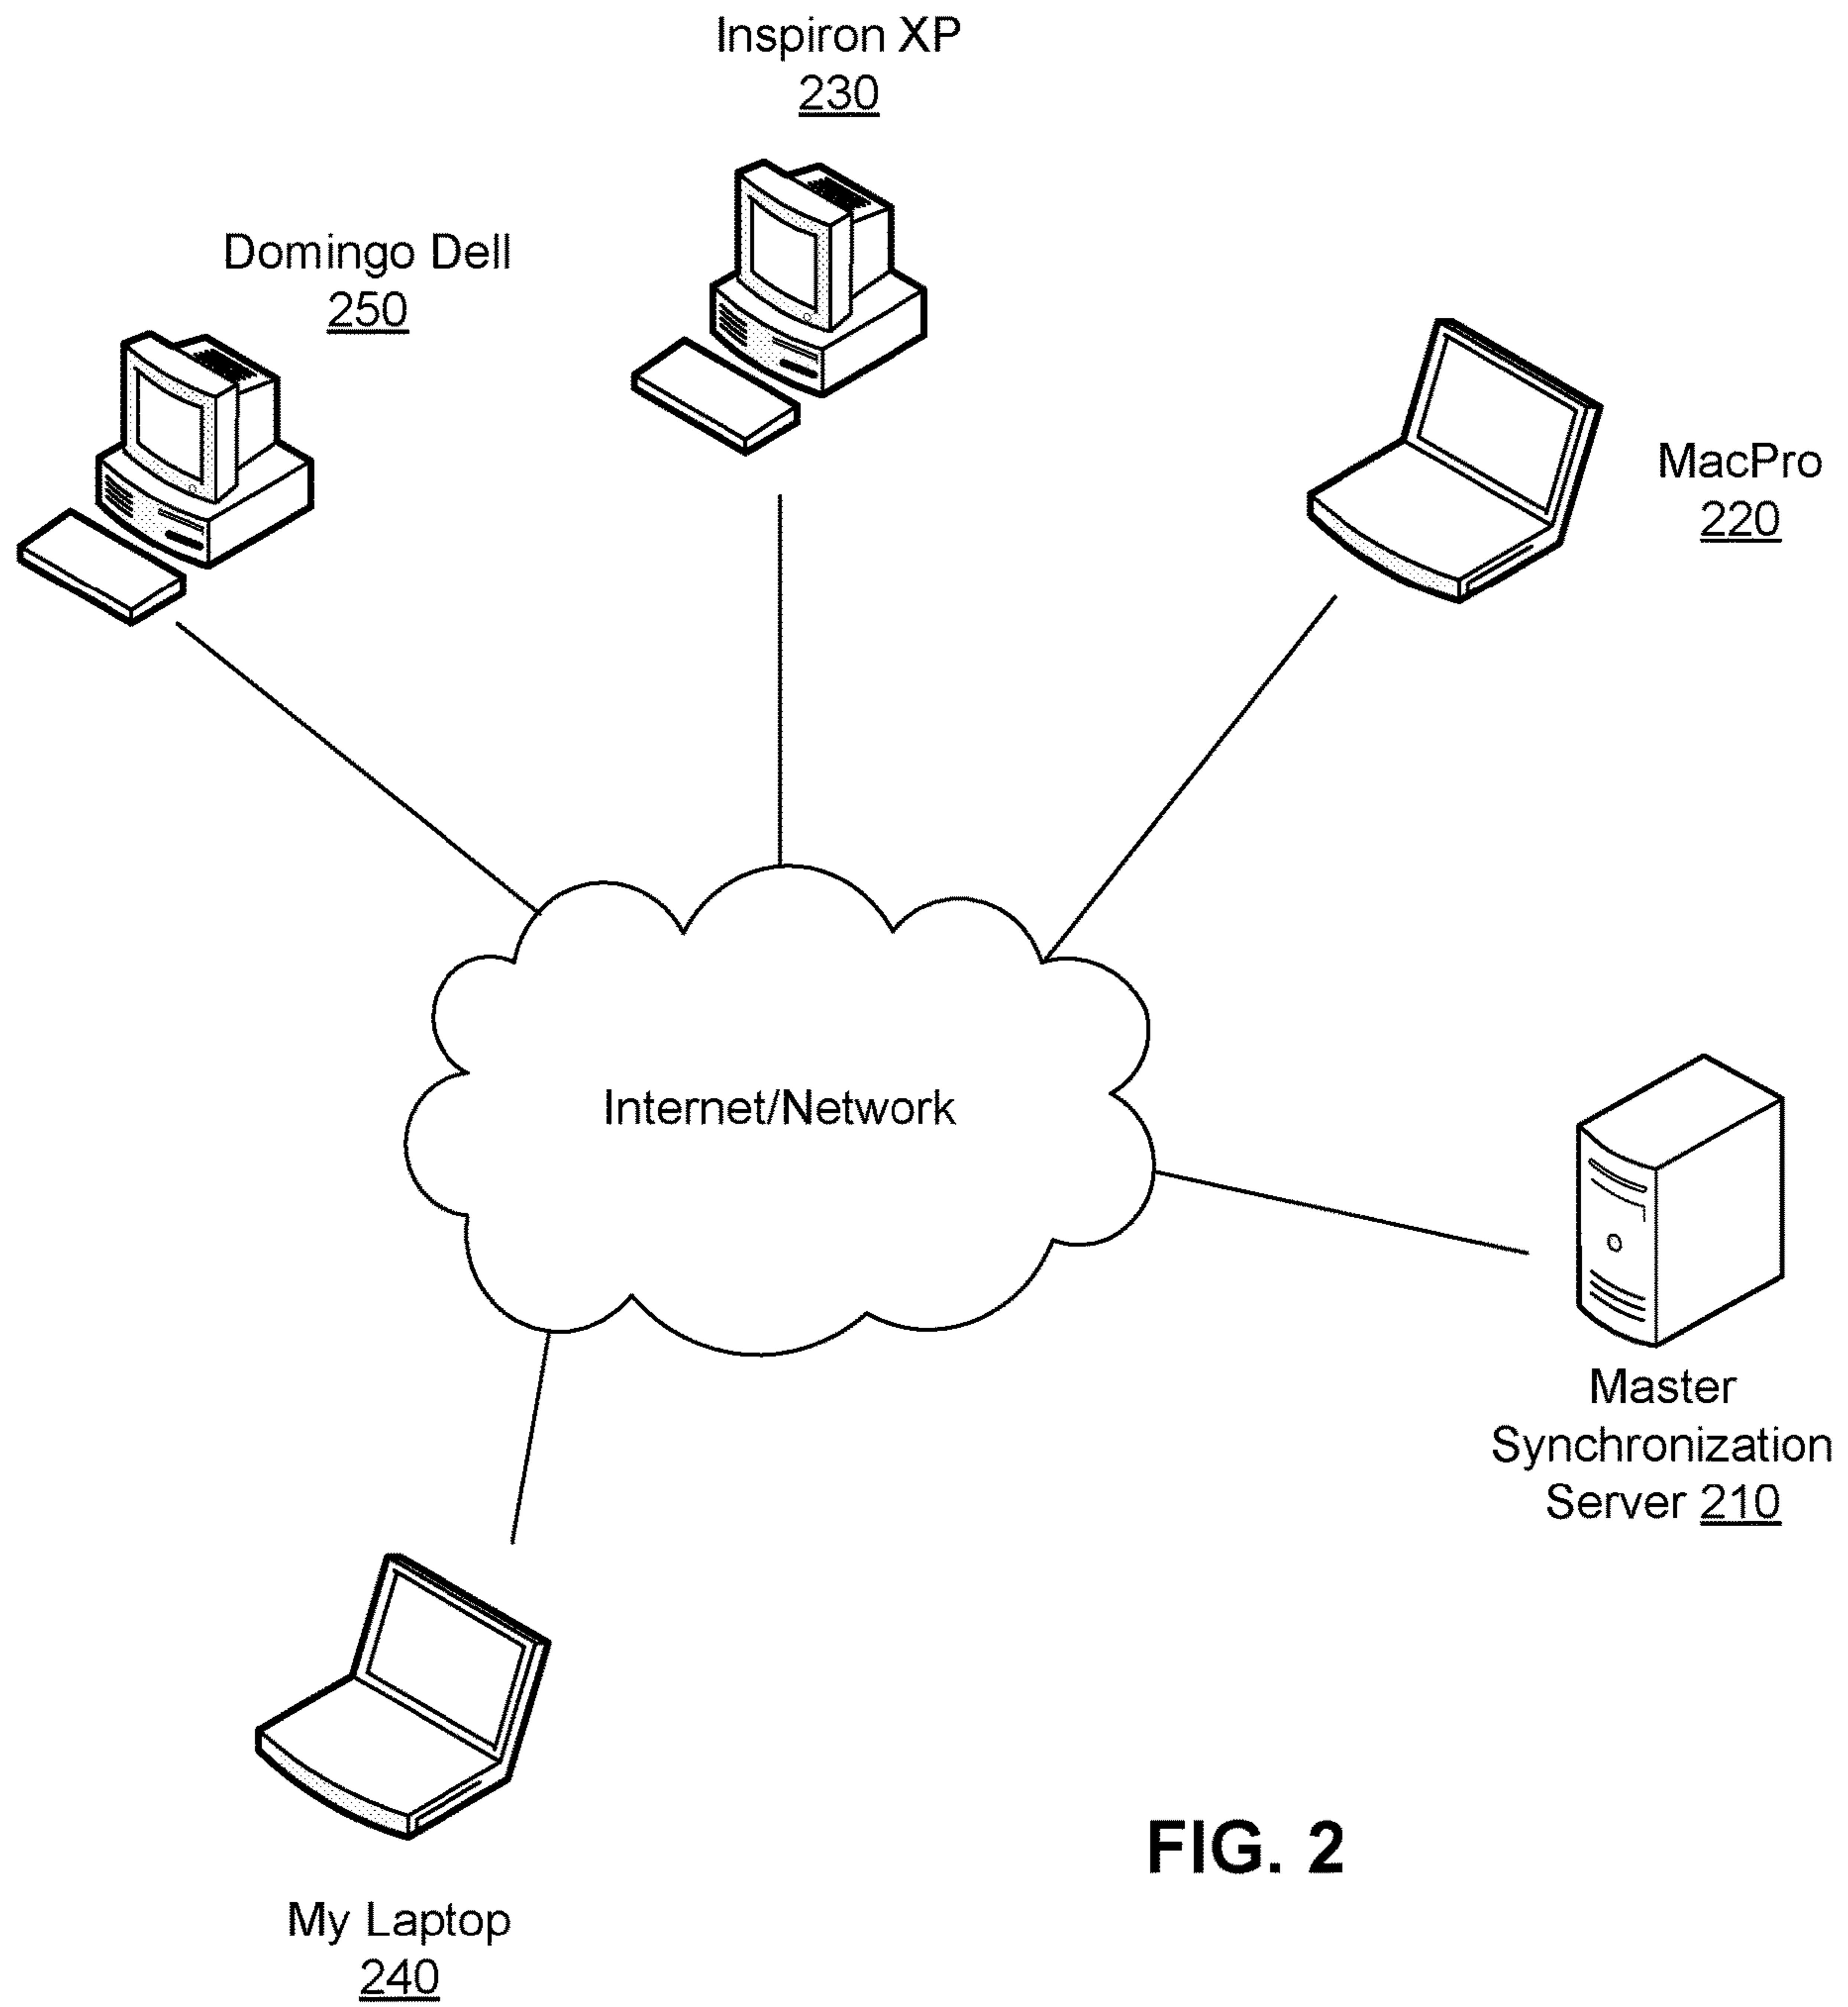 Inspiron XP
230
Domingo Dell
250
MacPro
220
Internet/Network
Master
Synchronization
Server 210
My Laptop
240
FIG. 2